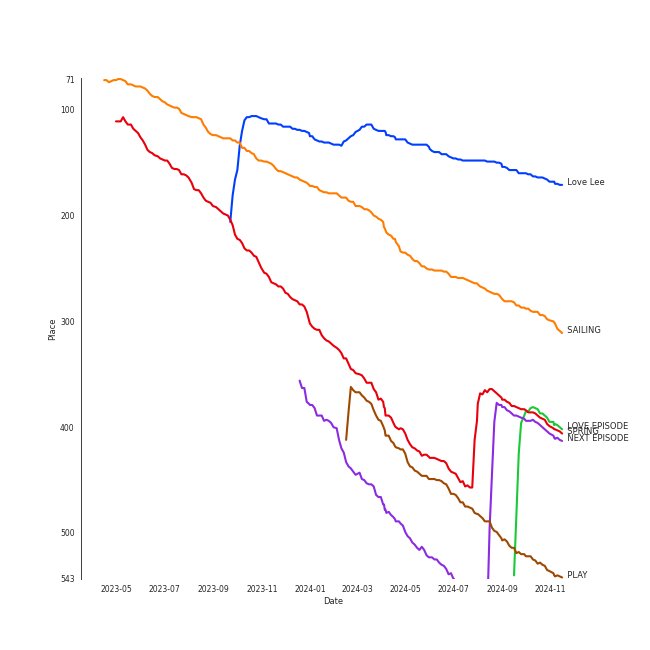 71
100
200
300
400
500
543
Place
Love Lee
SAILING
LOVE EPISODE
SPRING
NEXT EPISODE
PLAY
2023-05
2023-07
2023-09
2023-11
2024-01
2024-03
2024-05
2024-07
2024-09
2024-11
Date